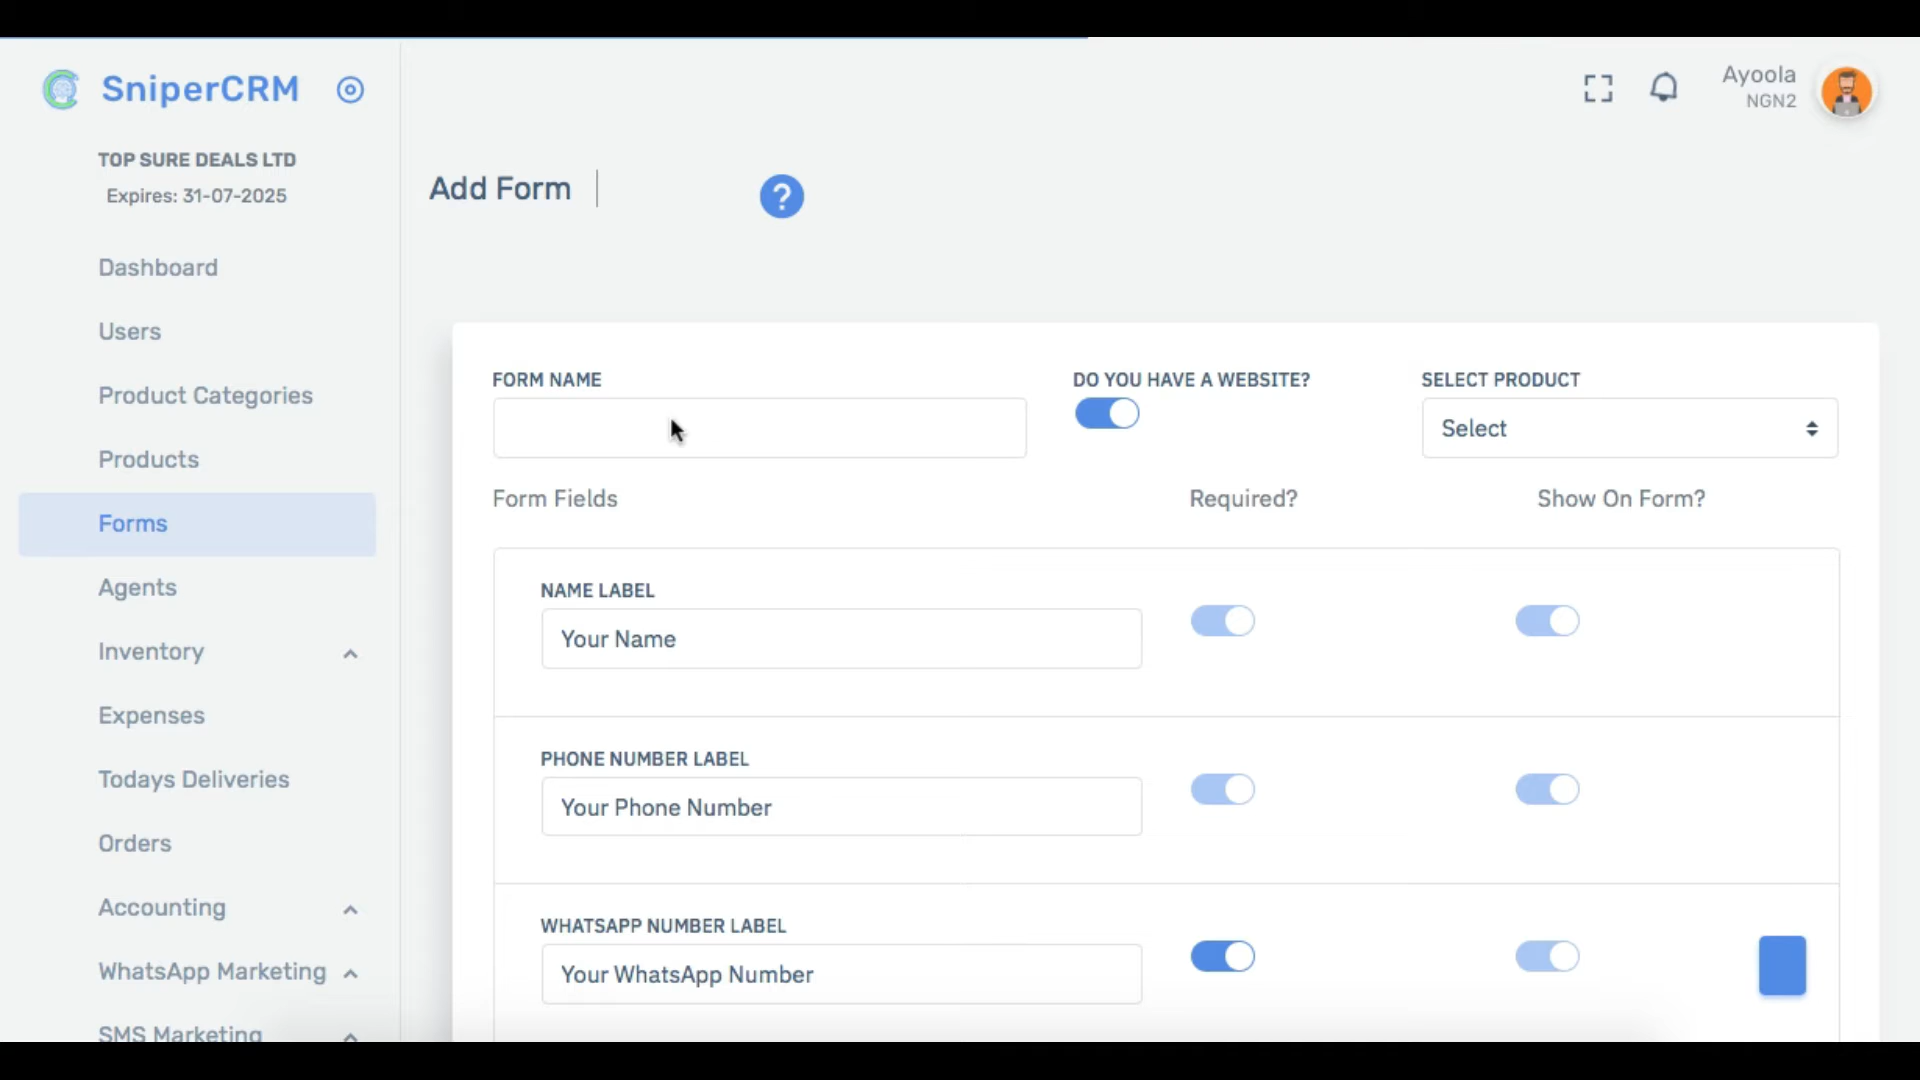 SniperCRM
Ayoola
NGN2
TOP SURE DEALS LTD
Expires: 31-07-2025
Add Form
?
Dashboard
Users
Product Categories
Products
Forms
Agents
Inventory
Expenses
Todays Deliveries
Orders
Accounting
WhatsApp Marketing
SMS Marketing
FORM NAME
DO YOU HAVE A WEBSITE?
SELECT PRODUCT
Select
Form Fields
Required?
Show On Form?
NAME LABEL
Your Name
PHONE NUMBER LABEL
Your Phone Number
WHATSAPP NUMBER LABEL
Your WhatsApp Number